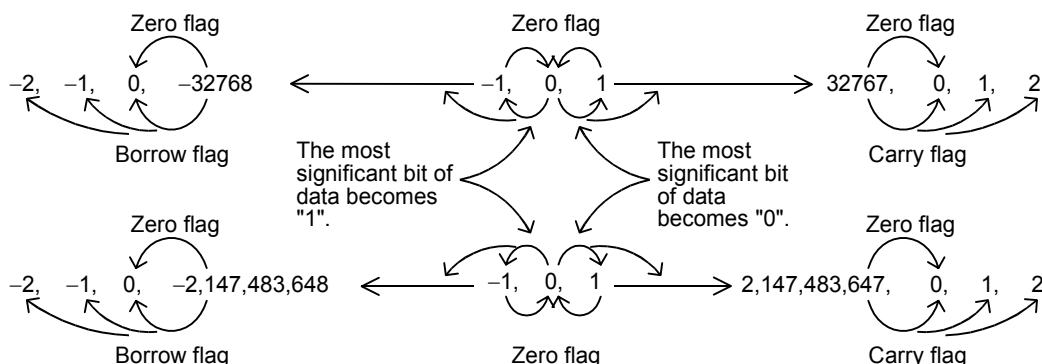 Zero flag Zero flag Zero flag
−2, −1, 0, −32768 −1, 0, 1 32767, 0, 1, 2
Borrow flag Carry flag
The most
significant bit of
data becomes
"1".
The most
significant bit
of data
becomes "0".
Zero flag Zero flag
−2, −1, 0, −2,147,483,648 −1, 0, 1 2,147,483,647, 0, 1, 2
Borrow flag Zero flag Carry flag